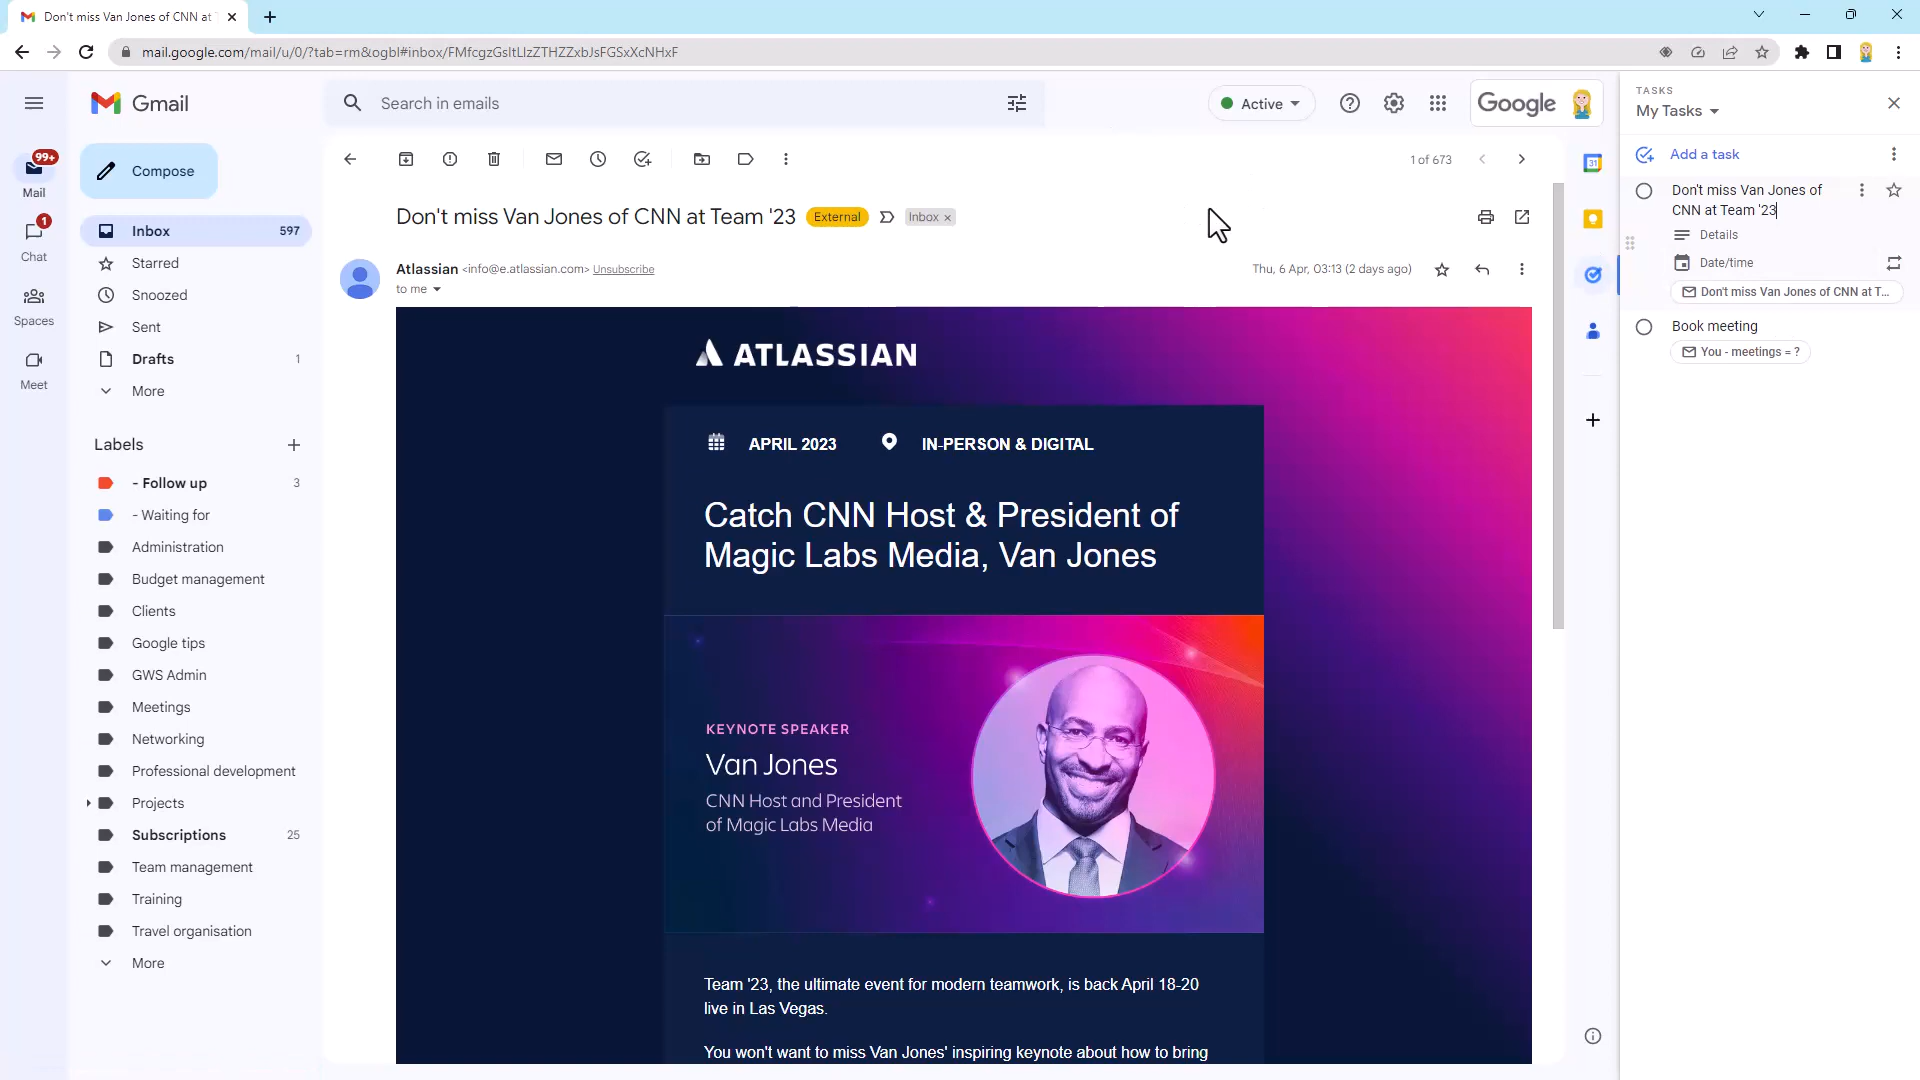 Don't miss Van Jones of CNN at
mail.google.com/mail/u/0/?tab=rm&ogbl#inbox/FMfcgzGsltLlzZTHZZxbJsFGSxXcNHxF
Gmail
Search in emails
Active
Google
TASKS
My Tasks
99+
Mail
1
Chat
Spaces
Meet
Compose
Inbox 597
Starred
Snoozed
Sent
Drafts 1
More
Labels
- Follow up 3
- Waiting for
Administration
Budget management
Clients
Google tips
GWS Admin
Meetings
Networking
Professional development
Projects
Subscriptions 25
Team management
Training
Travel organisation
More
1 of 673
Don't miss Van Jones of CNN at Team '23 External Inbox ×
Atlassian <info@e.atlassian.com> Unsubscribe
Thu, 6 Apr, 03:13 (2 days ago)
to me
ATLASSIAN
APRIL 2023 IN-PERSON & DIGITAL
Catch CNN Host & President of
Magic Labs Media, Van Jones
KEYNOTE SPEAKER
Van Jones
CNN Host and President
of Magic Labs Media
Team '23, the ultimate event for modern teamwork, is back April 18-20
live in Las Vegas.
You won't want to miss Van Jones' inspiring keynote about how to bring
31
Add a task
Don't miss Van Jones of
CNN at Team '23
Details
Date/time
Don't miss Van Jones of CNN at T...
Book meeting
You - meetings = ?